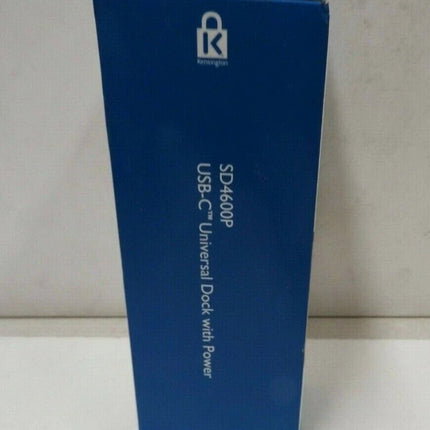 K
Kensington
SD4600P
USB-C™ Universal Dock with Power